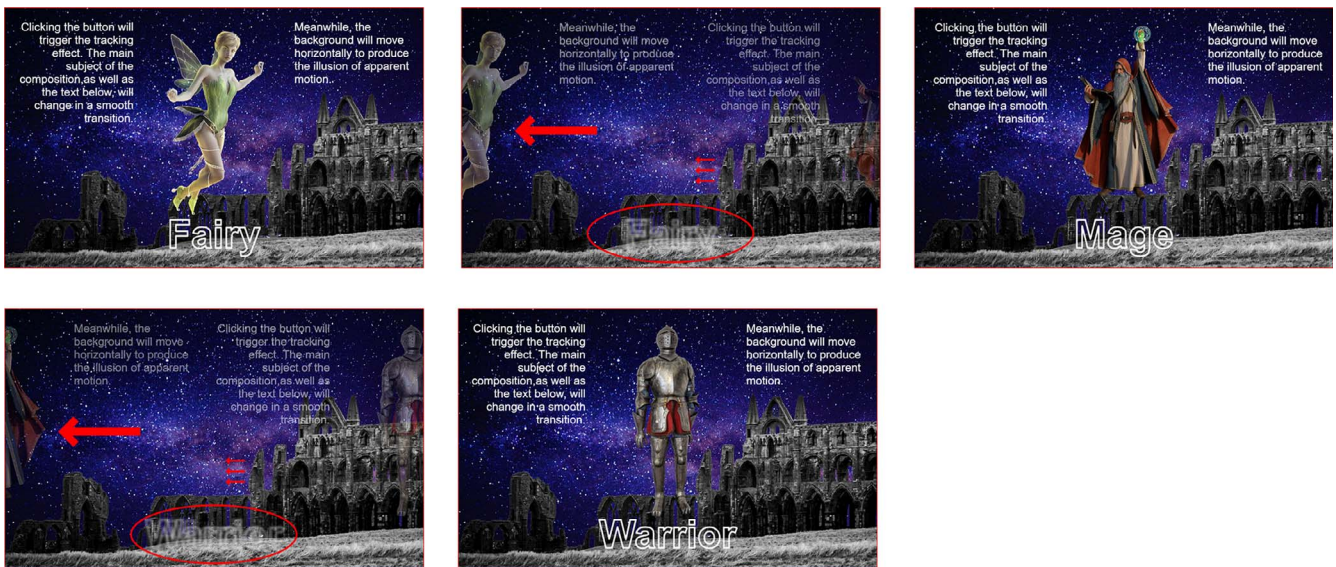 Clicking the button will
trigger the tracking
effect. The main
subject of the
composition,as well as
the text below, will
change in a smooth
transition.
Meanwhile, the
background will move
horizontally to produce
the illusion of apparent
motion..
Fairy
Meanwhile, the
background will move
horizontally to produce
the illusion of apparent
motion.
Clicking the button will
trigger the tracking
effect. The main
subject of the
composition,as well as
the text below, will
change in a smooth
transition.
Fairy
Clicking the button will
trigger the tracking
effect. The main
subject of the
composition,as well as
the text below, will
change in a smooth
transition.
Meanwhile, the
background will move
horizontally to produce
the illusion of apparent
motion.
Mage
Meanwhile, the
background will move
horizontally to produce
the illusion of apparent
motion.
Clicking the button will
trigger the tracking
effect. The main
subject of the
composition,as well as
the text below, will
change in a smooth
transition.
Warrior
Clicking the button will
trigger the tracking
effect. The main
subject of the
composition,as well as
the text below, will
change in a smooth
transition.
Meanwhile, the
background will move
horizontally to produce
the illusion of apparent
motion.
Warrior